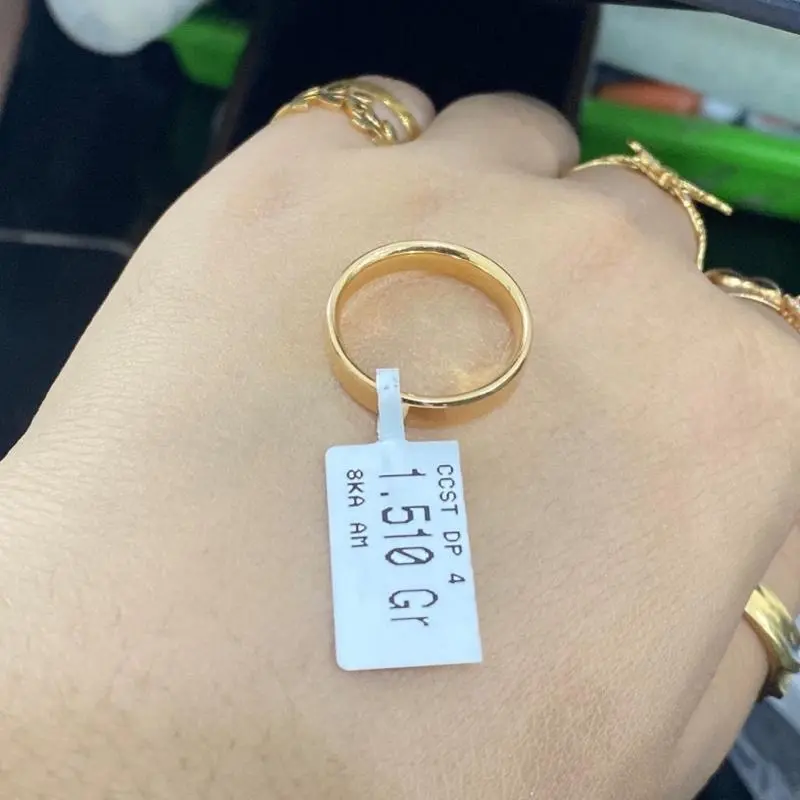 CCST DP 4
1.510 Gr
8KA AM